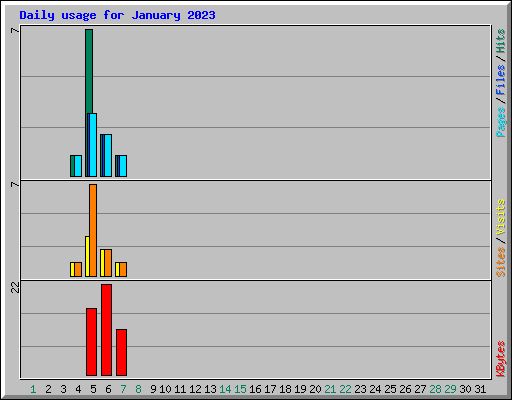 Daily usage for January 2023
7
Pages / Files / Hits
7
Sites / Visits
22
KBytes
1 2 3 4 5 6 7 8 9 10 11 12 13 14 15 16 17 18 19 20 21 22 23 24 25 26 27 28 29 30 31